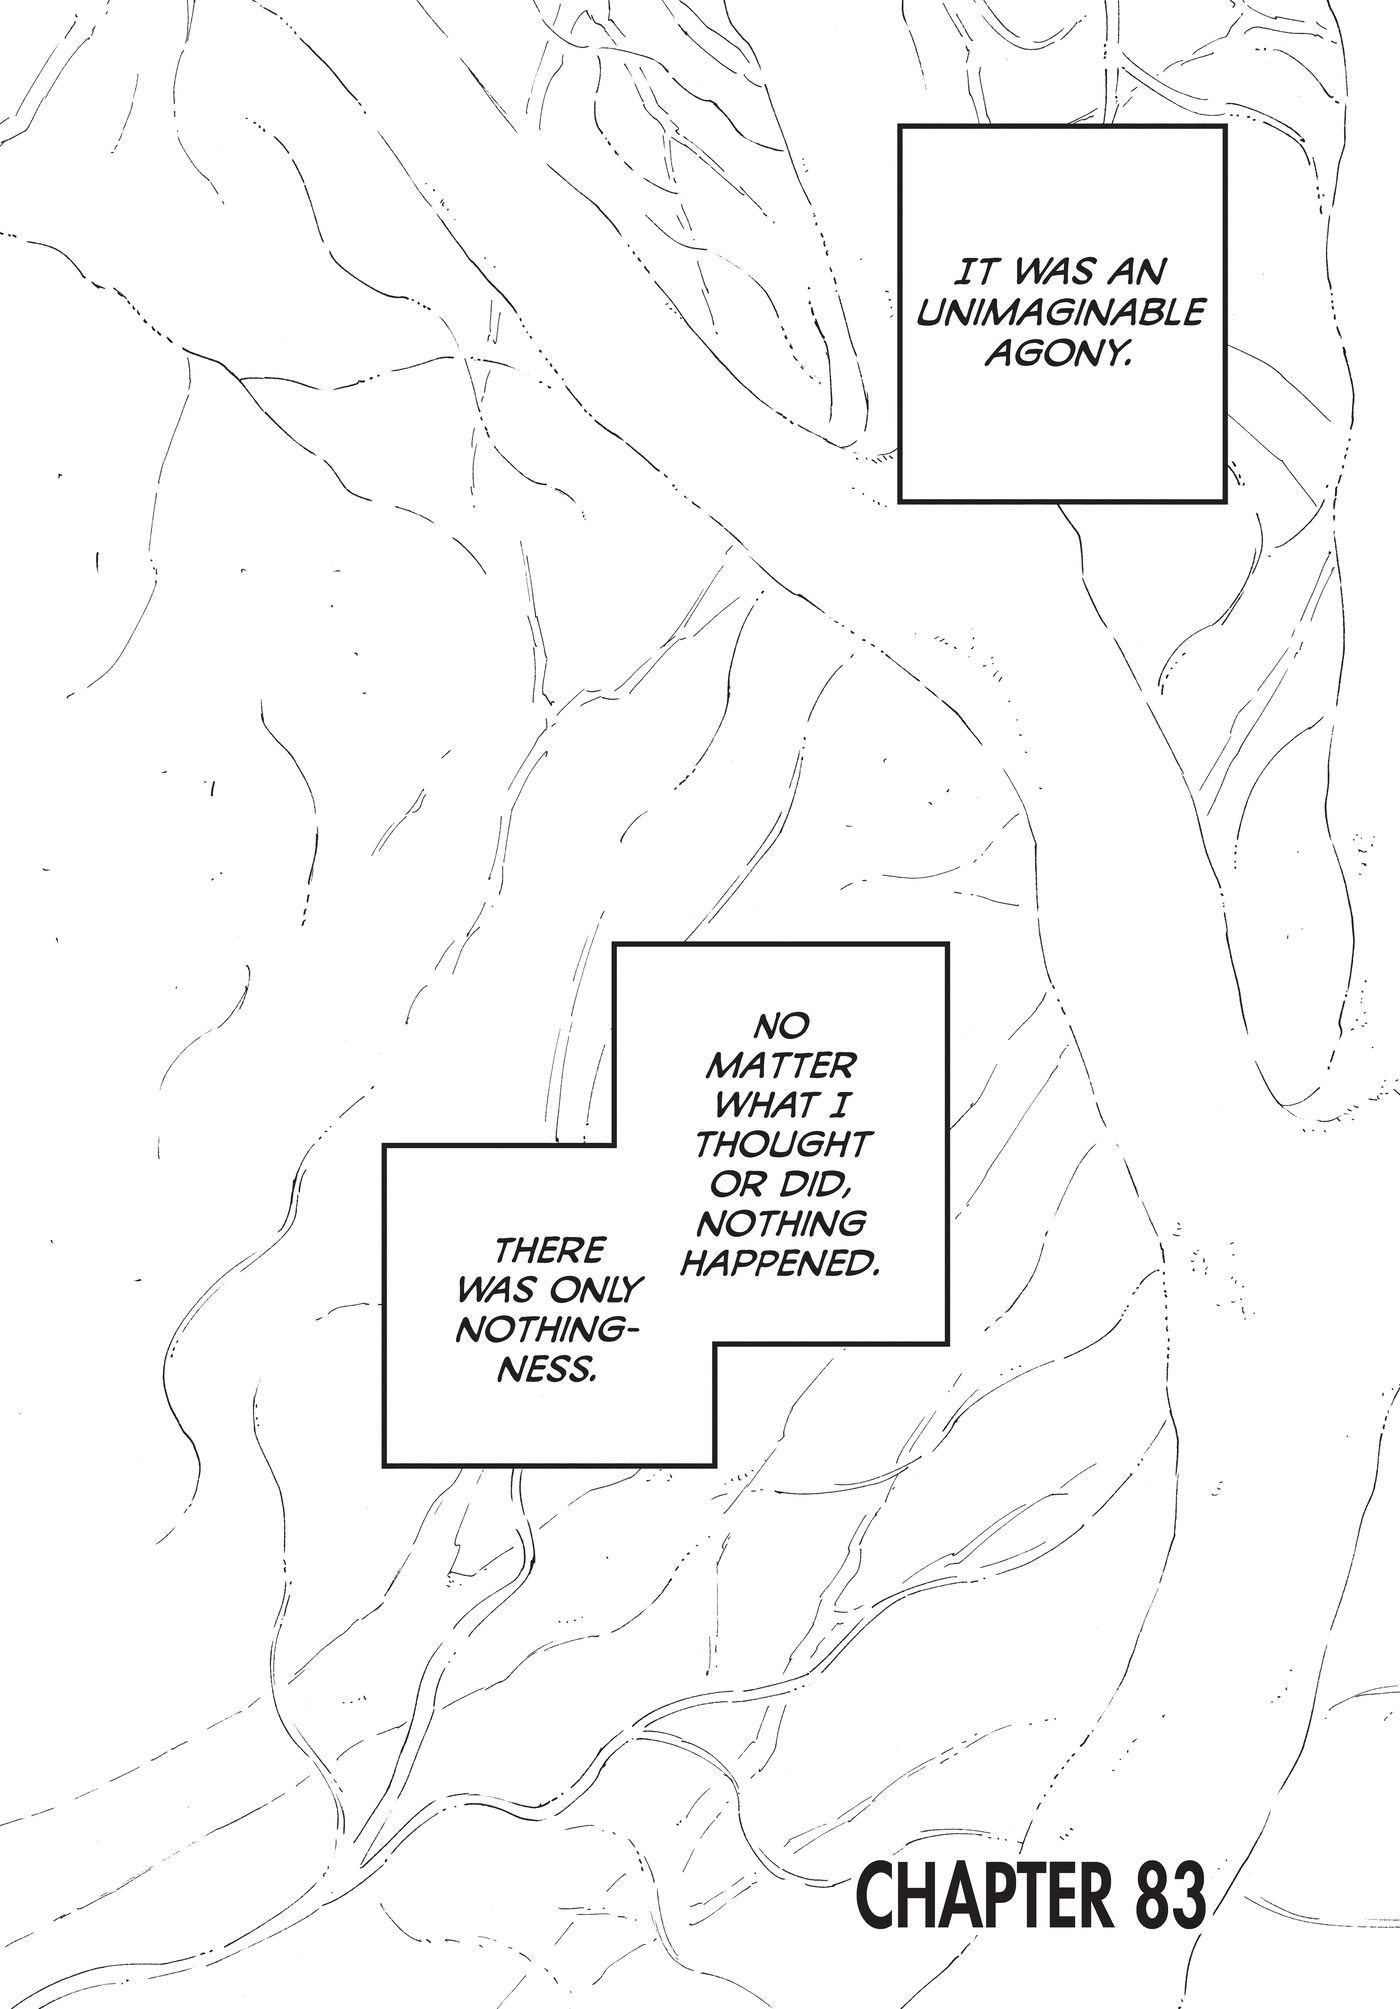 IT WAS AN
UNIMAGINABLE
AGONY.
NO
MATTER
WHAT I
THOUGHT
OR DID,
NOTHING
HAPPENED.
THERE
WAS ONLY
NOTHING-
NESS.
CHAPTER 83